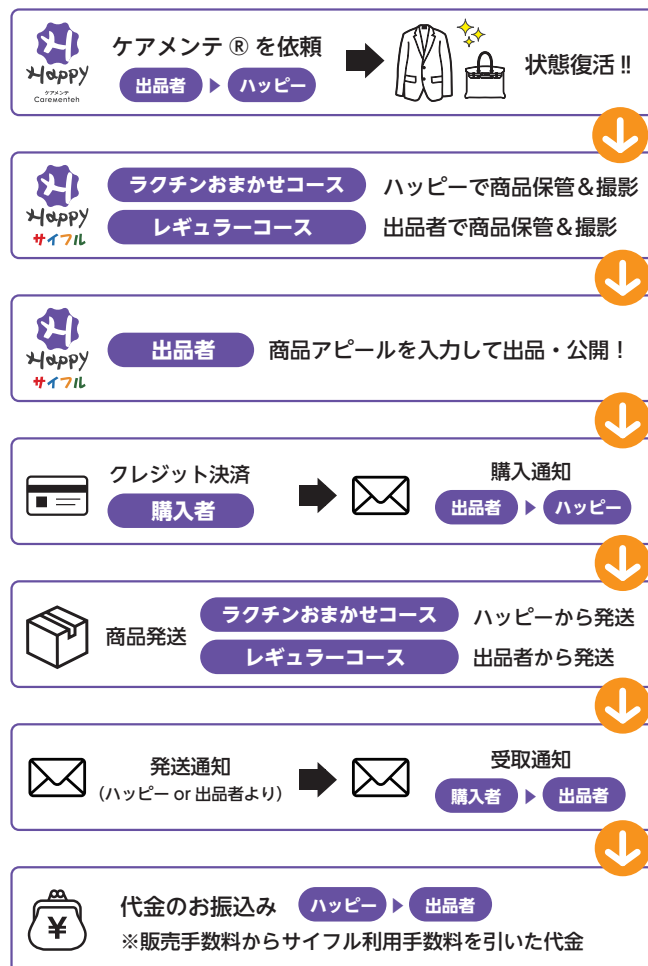 Happy
ケアメンテ
CareMenteh
ケアメンテ ® を依頼
出品者 ハッピー
状態復活 !!
Happy
サイフル
ラクチンおまかせコース ハッピーで商品保管&撮影
レギュラーコース 出品者で商品保管&撮影
Happy
サイフル
出品者 商品アピールを入力して出品・公開！
クレジット決済
購入者
購入通知
出品者 ハッピー
商品発送
ラクチンおまかせコース ハッピーから発送
レギュラーコース 出品者から発送
発送通知
(ハッピー or 出品者より)
受取通知
購入者 出品者
¥
代金のお振込み ハッピー 出品者
※販売手数料からサイフル利用手数料を引いた代金